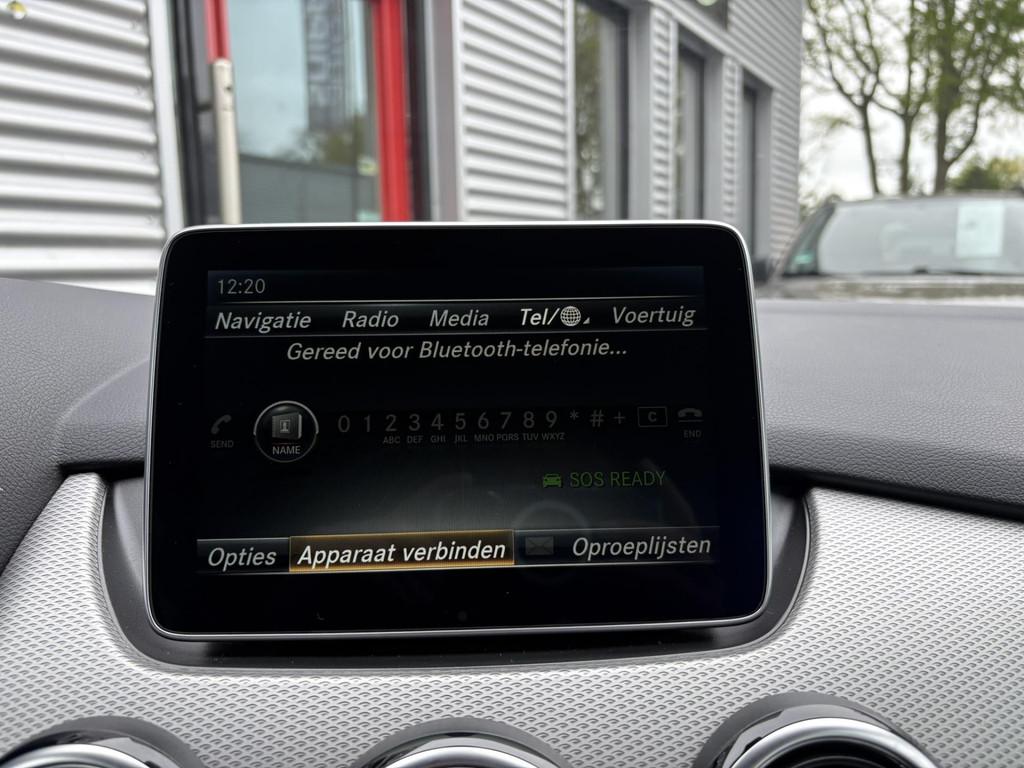 12:20
Navigatie Radio Media Tel/ Voertuig
Gereed voor Bluetooth-telefonie...
0 1 2 3 4 5 6 7 8 9 * # + C
SEND NAME ABC DEF GHI JKL MNO PQRS TUV WXYZ END
SOS READY
Opties Apparaat verbinden Oproeplijsten